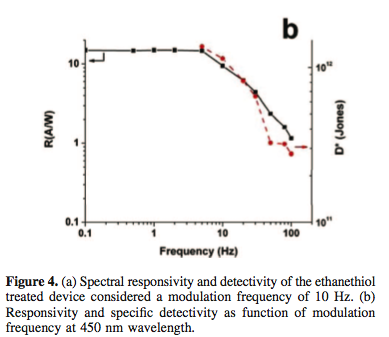 b
10
1
0.1
R(A/W)
10¹²
10¹¹
D* (Jones)
0.1 1 10 100
Frequency (Hz)
Figure 4. (a) Spectral responsivity and detectivity of the ethanethiol
treated device considered a modulation frequency of 10 Hz. (b)
Responsivity and specific detectivity as function of modulation
frequency at 450 nm wavelength.